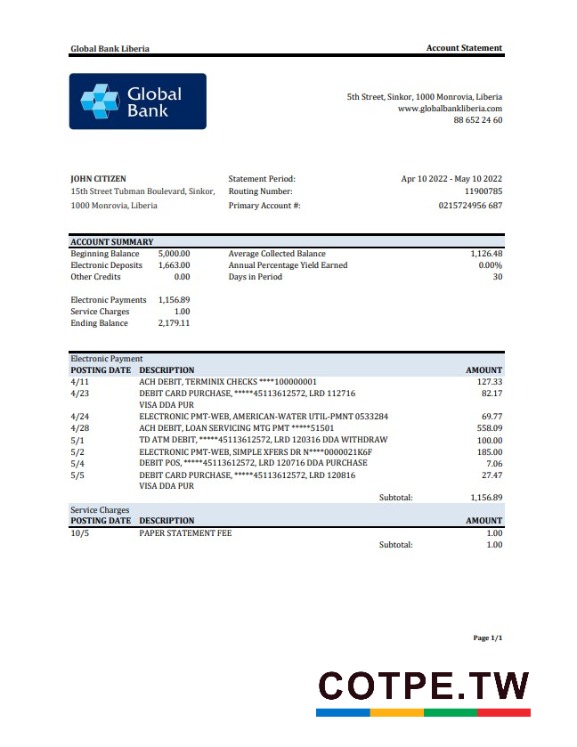 Global Bank Liberia Account Statement
Global
Bank
5th Street, Sinkor, 1000 Monrovia, Liberia
www.globalbankliberia.com
88 652 24 60
JOHN CITIZEN Statement Period: Apr 10 2022 - May 10 2022
15th Street Tubman Boulevard, Sinkor, Routing Number: 11900785
1000 Monrovia, Liberia Primary Account #: 0215724956 687
ACCOUNT SUMMARY
Beginning Balance 5,000.00 Average Collected Balance 1,126.48
Electronic Deposits 1,663.00 Annual Percentage Yield Earned 0.00%
Other Credits 0.00 Days in Period 30
Electronic Payments 1,156.89
Service Charges 1.00
Ending Balance 2,179.11
Electronic Payment
POSTING DATE DESCRIPTION AMOUNT
4/11 ACH DEBIT, TERMINIX CHECKS ****100000001 127.33
4/23 DEBIT CARD PURCHASE, *****45113612572, LRD 112716 82.17
VISA DDA PUR
4/24 ELECTRONIC PMT-WEB, AMERICAN-WATER UTIL-PMNT 0533284 69.77
4/28 ACH DEBIT, LOAN SERVICING MTG PMT *****51501 558.09
5/1 TD ATM DEBIT, *****45113612572, LRD 120316 DDA WITHDRAW 100.00
5/2 ELECTRONIC PMT-WEB, SIMPLE XFERS DR N****0000021K6F 185.00
5/4 DEBIT POS, *****45113612572, LRD 120716 DDA PURCHASE 7.06
5/5 DEBIT CARD PURCHASE, *****45113612572, LRD 120816 27.47
VISA DDA PUR
Subtotal: 1,156.89
Service Charges
POSTING DATE DESCRIPTION AMOUNT
10/5 PAPER STATEMENT FEE 1.00
Subtotal: 1.00
Page 1/1
COTPE.TW